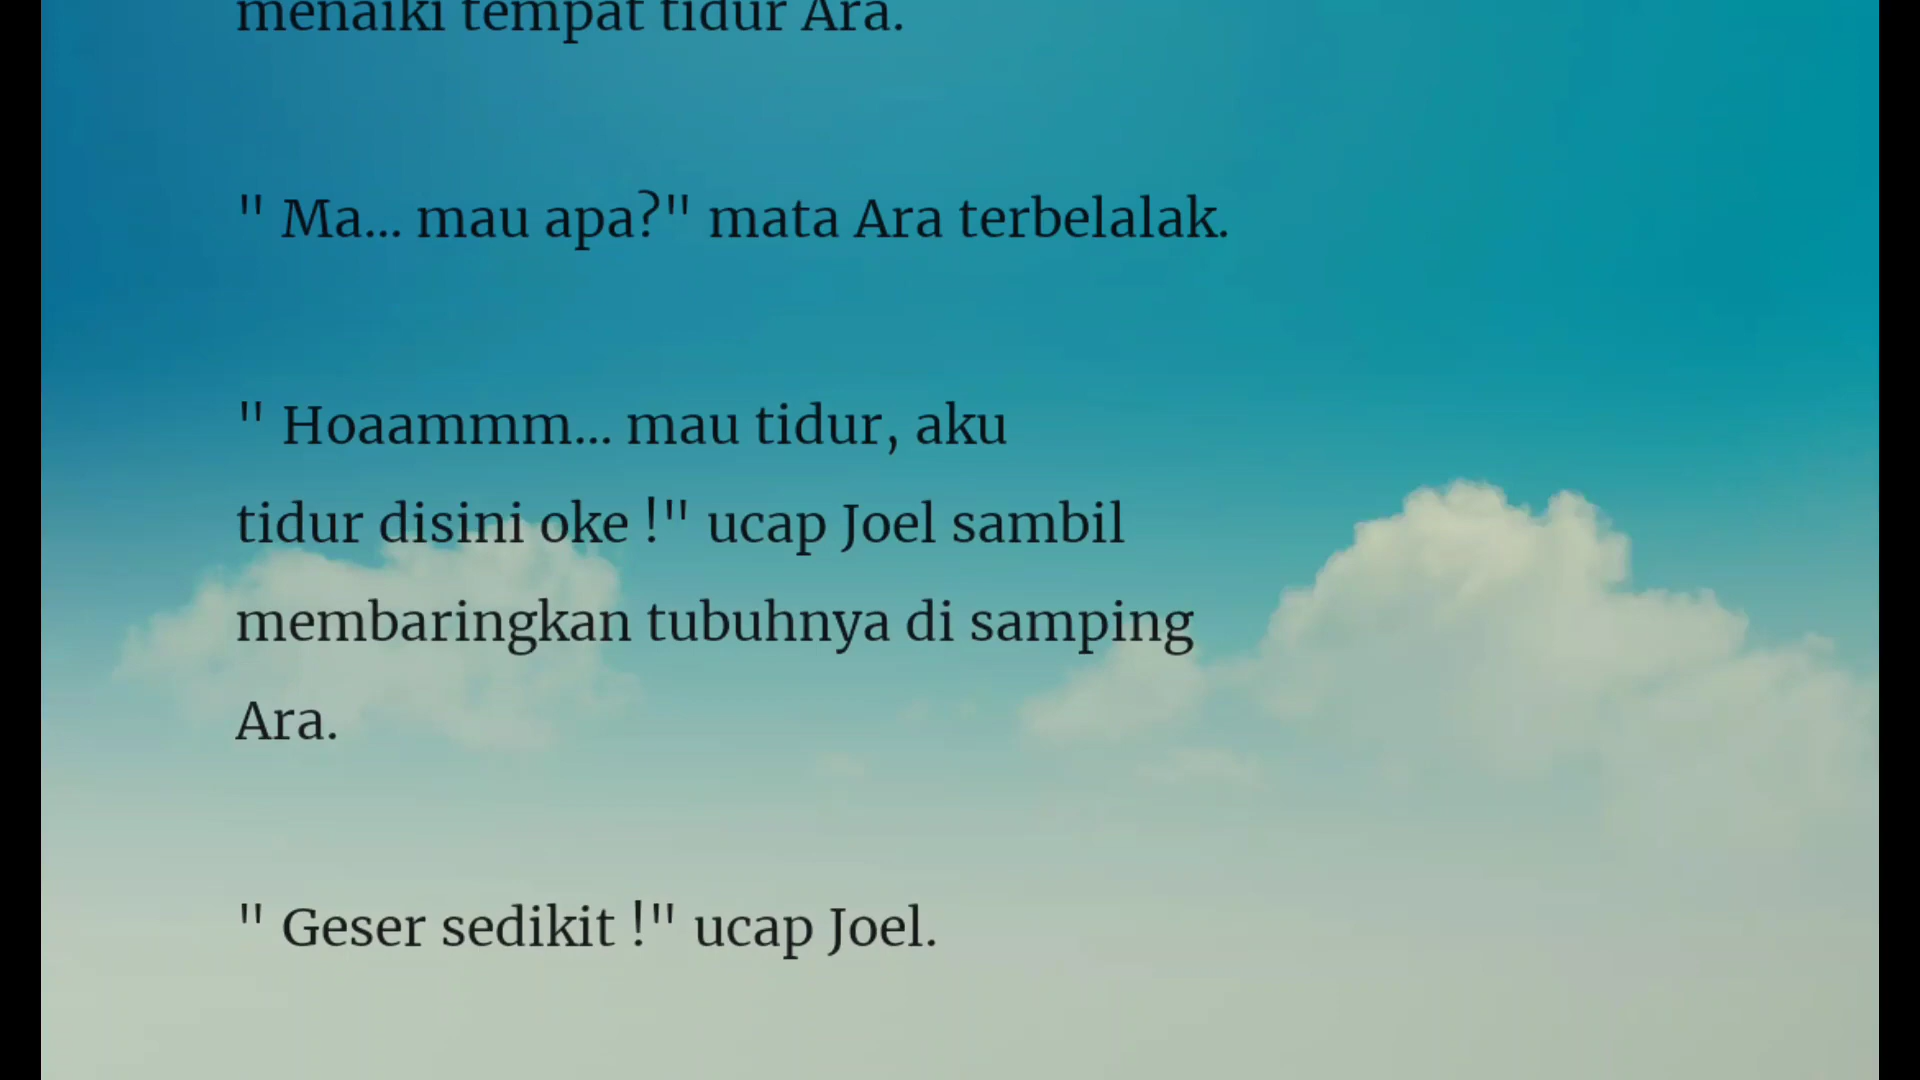 menaiki tempat tidur Ara.
" Ma... mau apa?" mata Ara terbelalak.
" Hoaammm... mau tidur, aku
tidur disini oke !" ucap Joel sambil
membaringkan tubuhnya di samping
Ara.
" Geser sedikit !" ucap Joel.